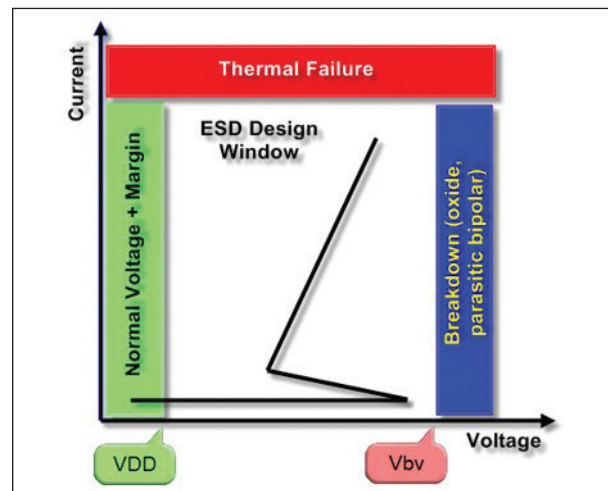 Thermal Failure
Current
ESD Design
Window
Normal Voltage + Margin
Breakdown (oxide,
parasitic bipolar)
Voltage
VDD
Vbv